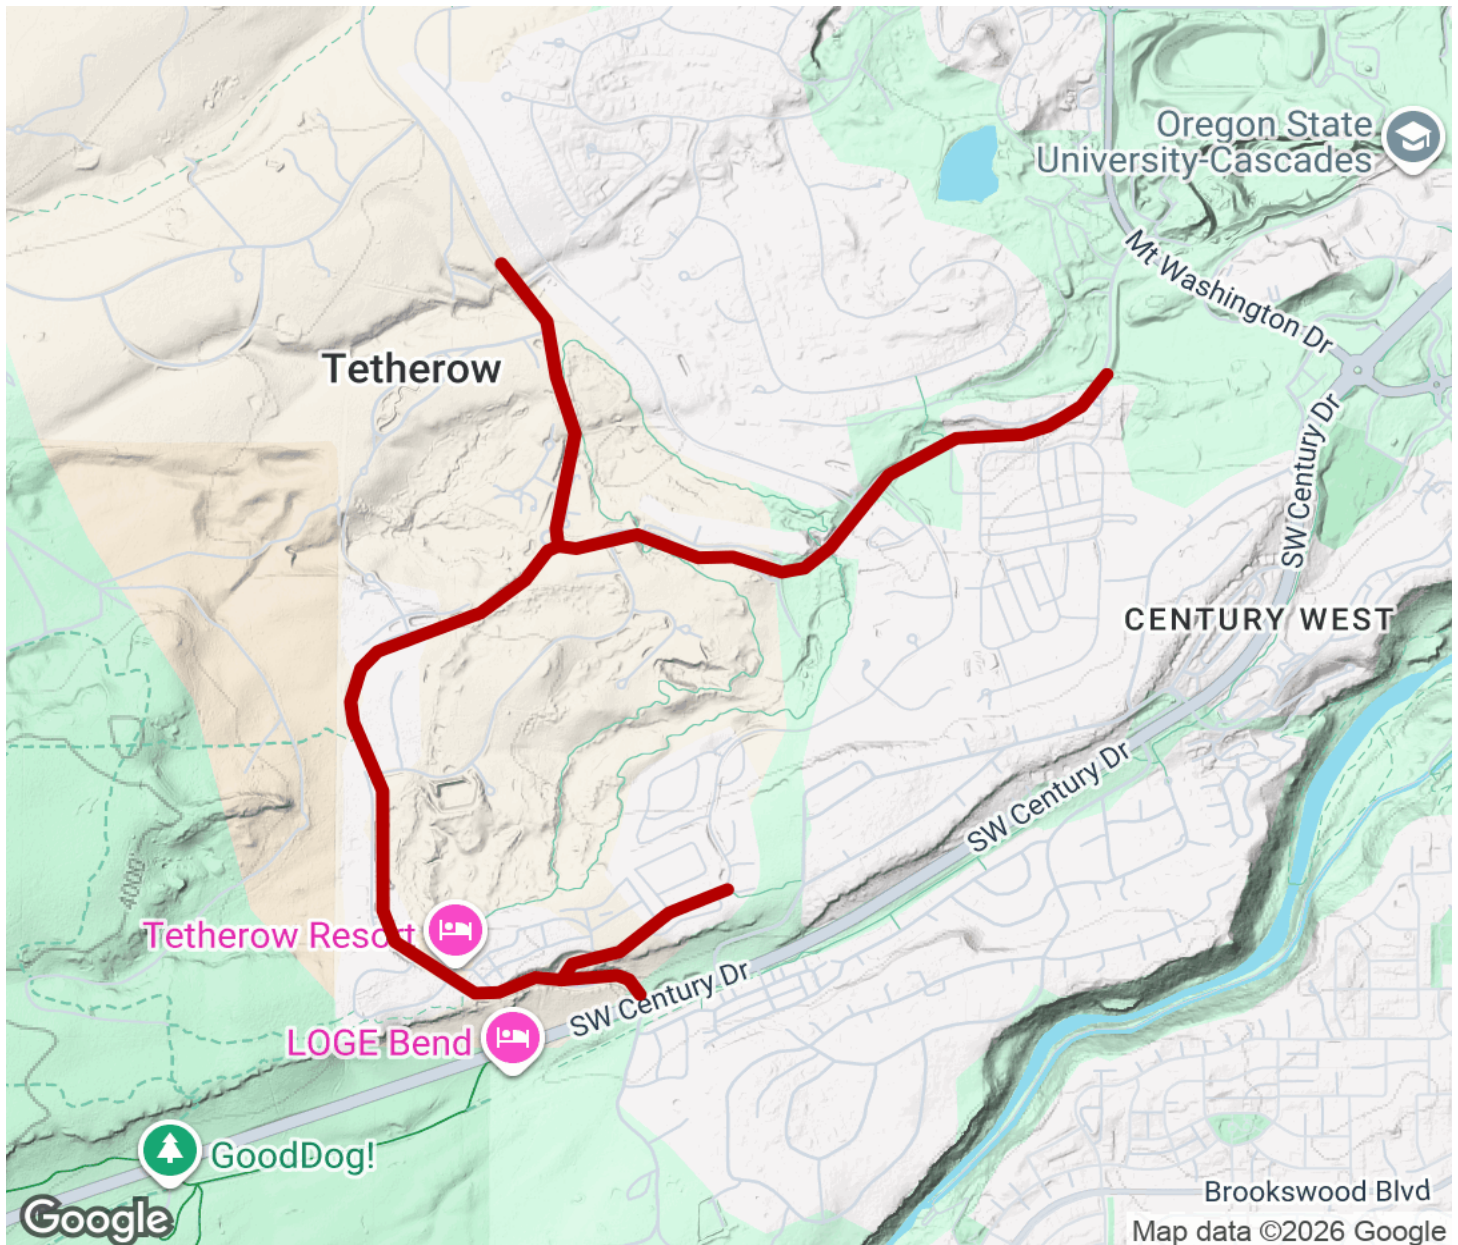 Oregon State
University-Cascades
Mt Washington Dr
Tetherow
SW Century Dr
CENTURY WEST
SW Century Dr
4000
Tetherow Resort
SW Century Dr
LOGE Bend
GoodDog!
Brookswood Blvd
Google
Map data ©2026 Google